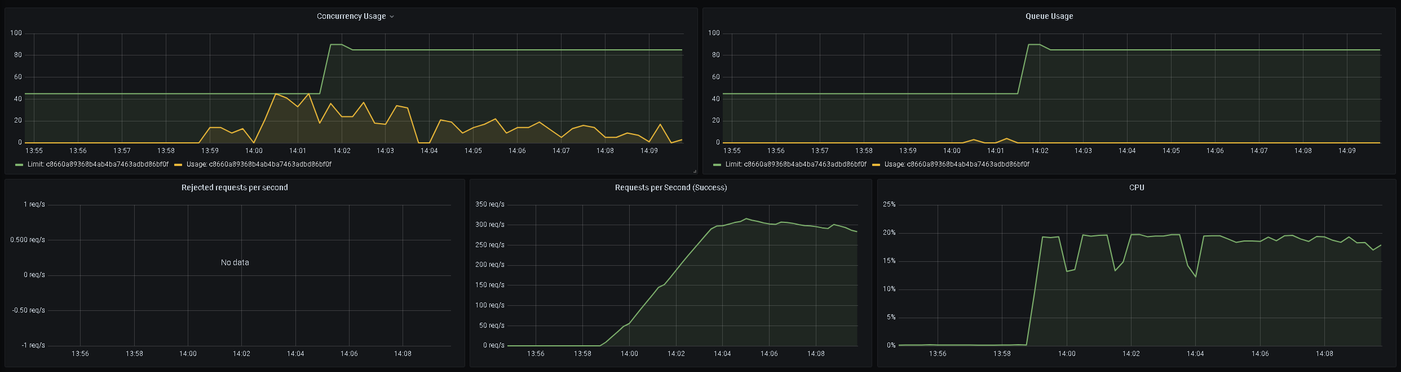 Concurrency Usage
100
80
60
40
20
0
13:55 13:56 13:57 13:58 13:59 14:00 14:01 14:02 14:03 14:04 14:05 14:06 14:07 14:08 14:09
Limit: c8660a89368b4ab4ba7463adbd86bf0f Usage: c8660a89368b4ab4ba7463adbd86bf0f
Queue Usage
100
80
60
40
20
0
13:55 13:56 13:57 13:58 13:59 14:00 14:01 14:02 14:03 14:04 14:05 14:06 14:07 14:08 14:09
Limit: c8660a89368b4ab4ba7463adbd86bf0f Usage: c8660a89368b4ab4ba7463adbd86bf0f
Rejected requests per second
1 req/s
0.500 req/s
No data
0 req/s
-0.50 req/s
-1 req/s
13:56 13:58 14:00 14:02 14:04 14:06 14:08
Requests per Second (Success)
350 req/s
300 req/s
250 req/s
200 req/s
150 req/s
100 req/s
50 req/s
0 req/s
13:56 13:58 14:00 14:02 14:04 14:06 14:08
CPU
25%
20%
15%
10%
5%
0%
13:56 13:58 14:00 14:02 14:04 14:06 14:08